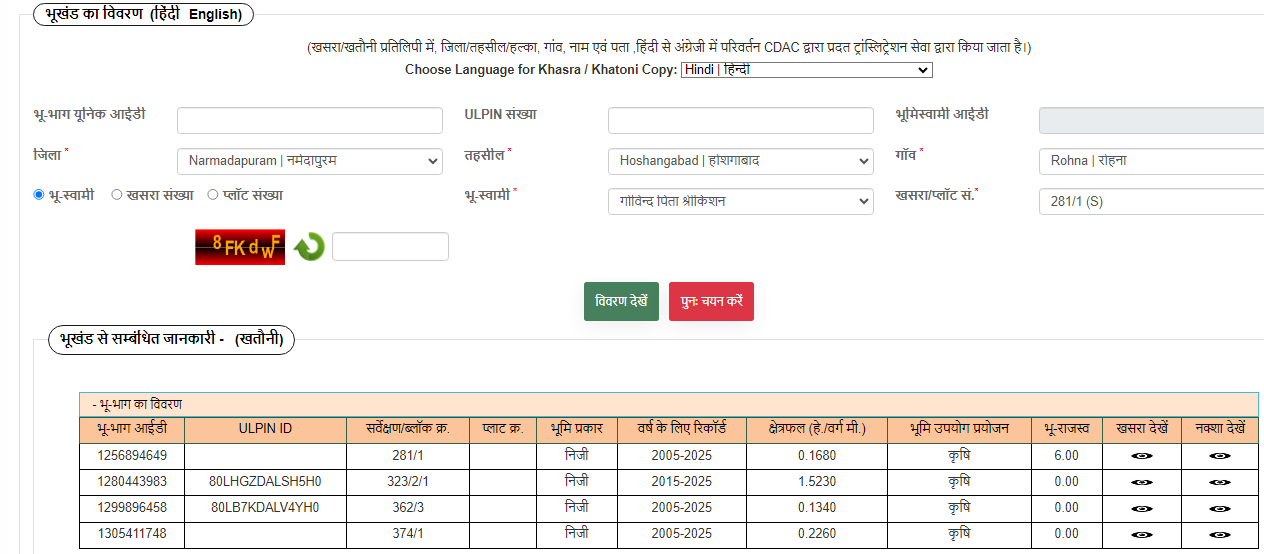 भूखंड का विवरण (हिंदी English)
(खसरा/खतौनी प्रतिलिपी में, जिला/तहसील/हल्का, गांव, नाम एवं पता ,हिंदी से अंग्रेजी में परिवर्तन CDAC द्वारा प्रदत ट्रांस्लिट्रेशन सेवा द्वारा किया जाता है।)
Choose Language for Khasra / Khatoni Copy: Hindi | हिन्दी
भू-भाग यूनिक आईडी ULPIN संख्या भूमिस्वामी आईडी
जिला * Narmadapuram | नर्मदापुरम तहसील * Hoshangabad | होशंगाबाद गाँव * Rohna | रोहना
भू-स्वामी खसरा संख्या प्लॉट संख्या भू-स्वामी * गोविन्द पिता श्रीकिशन खसरा/प्लॉट सं.* 281/1 (S)
8FKdwF
विवरण देखें पुनः चयन करें
भूखंड से सम्बंधित जानकारी - (खतौनी)
- भू-भाग का विवरण
भू-भाग आईडी ULPIN ID सर्वेक्षण/ब्लॉक क्र. प्लाट क्र. भूमि प्रकार वर्ष के लिए रिकॉर्ड क्षेत्रफल (हे./वर्ग मी.) भूमि उपयोग प्रयोजन भू-राजस्व खसरा देखें नक्शा देखें
1256894649 281/1 निजी 2005-2025 0.1680 कृषि 6.00
1280443983 80LHGZDALSH5H0 323/2/1 निजी 2015-2025 1.5230 कृषि 0.00
1299896458 80LB7KDALV4YH0 362/3 निजी 2005-2025 0.1340 कृषि 0.00
1305411748 374/1 निजी 2005-2025 0.2260 कृषि 0.00